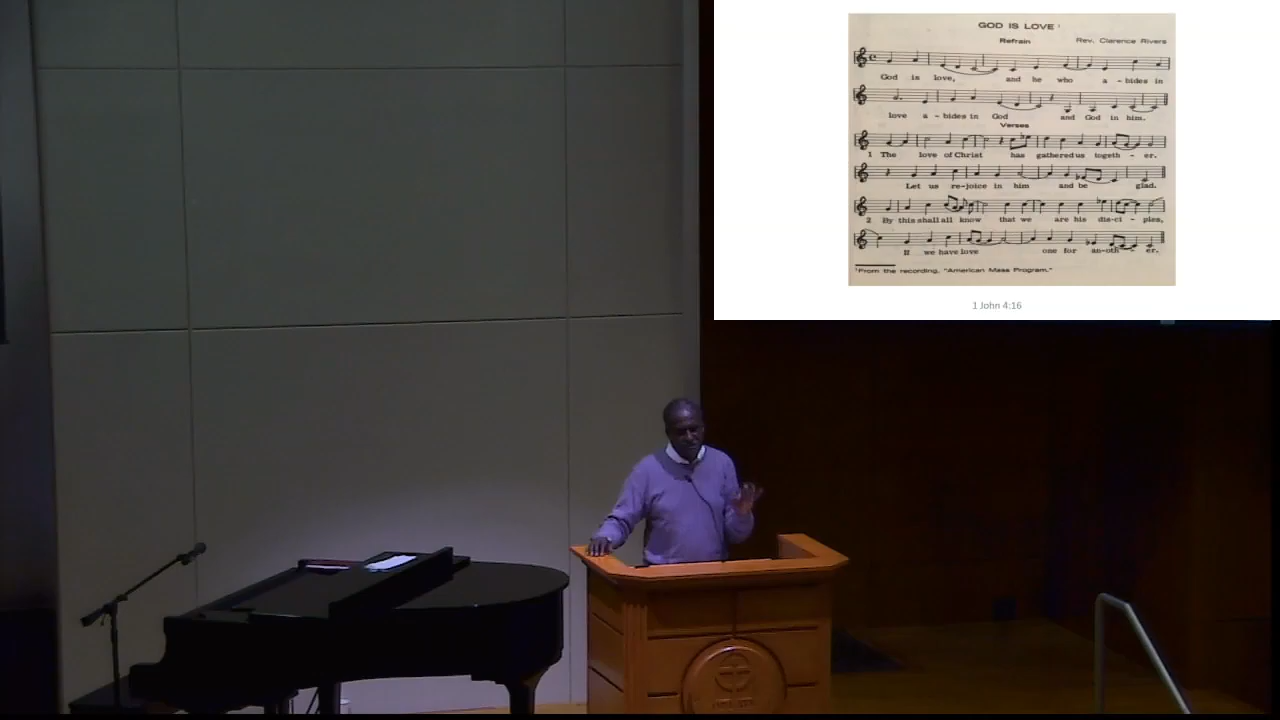 GOD IS LOVE ¹
Refrain Rev. Clarence Rivers
God is love, and he who a - bides in
love a - bides in God and God in him.
Verses
1 The love of Christ has gathered us togeth - er.
Let us re-joice in him and be glad.
2 By this shall all know that we are his dis-ci - ples,
If we have love one for an-oth - er.
¹From the recording, "American Mass Program."
1 John 4:16